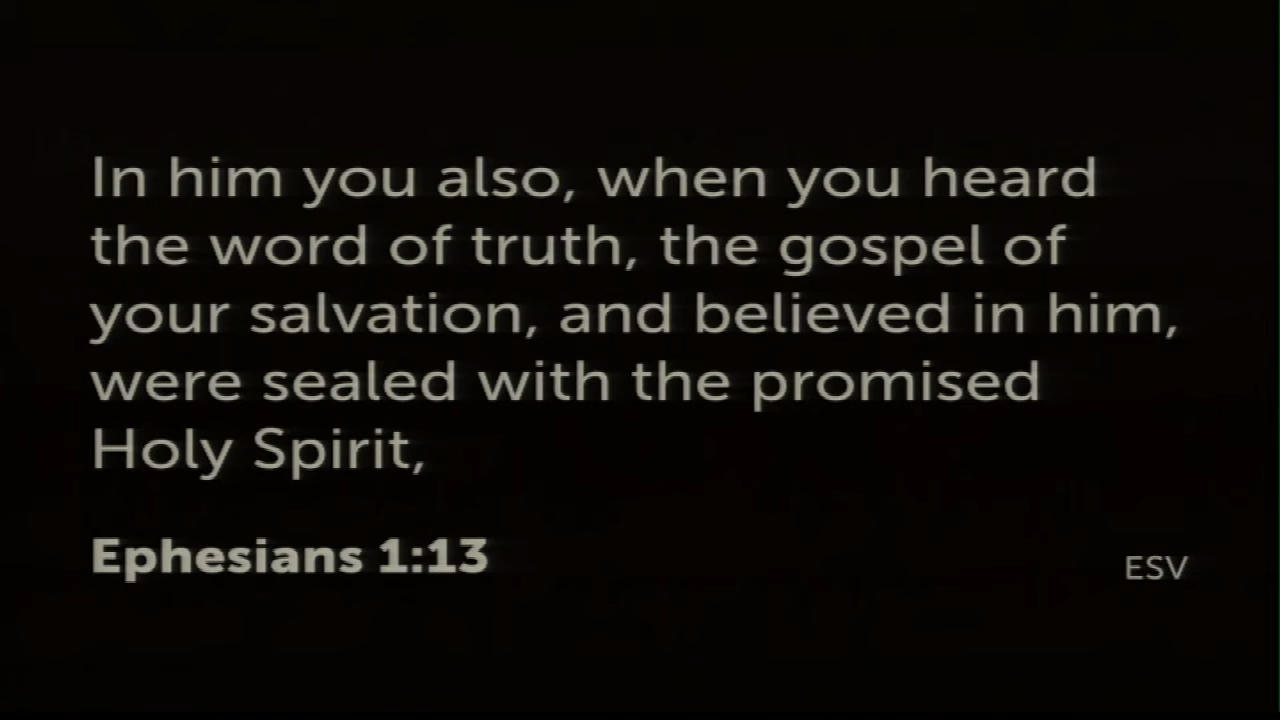 In him you also, when you heard
the word of truth, the gospel of
your salvation, and believed in him,
were sealed with the promised
Holy Spirit,
Ephesians 1:13
ESV